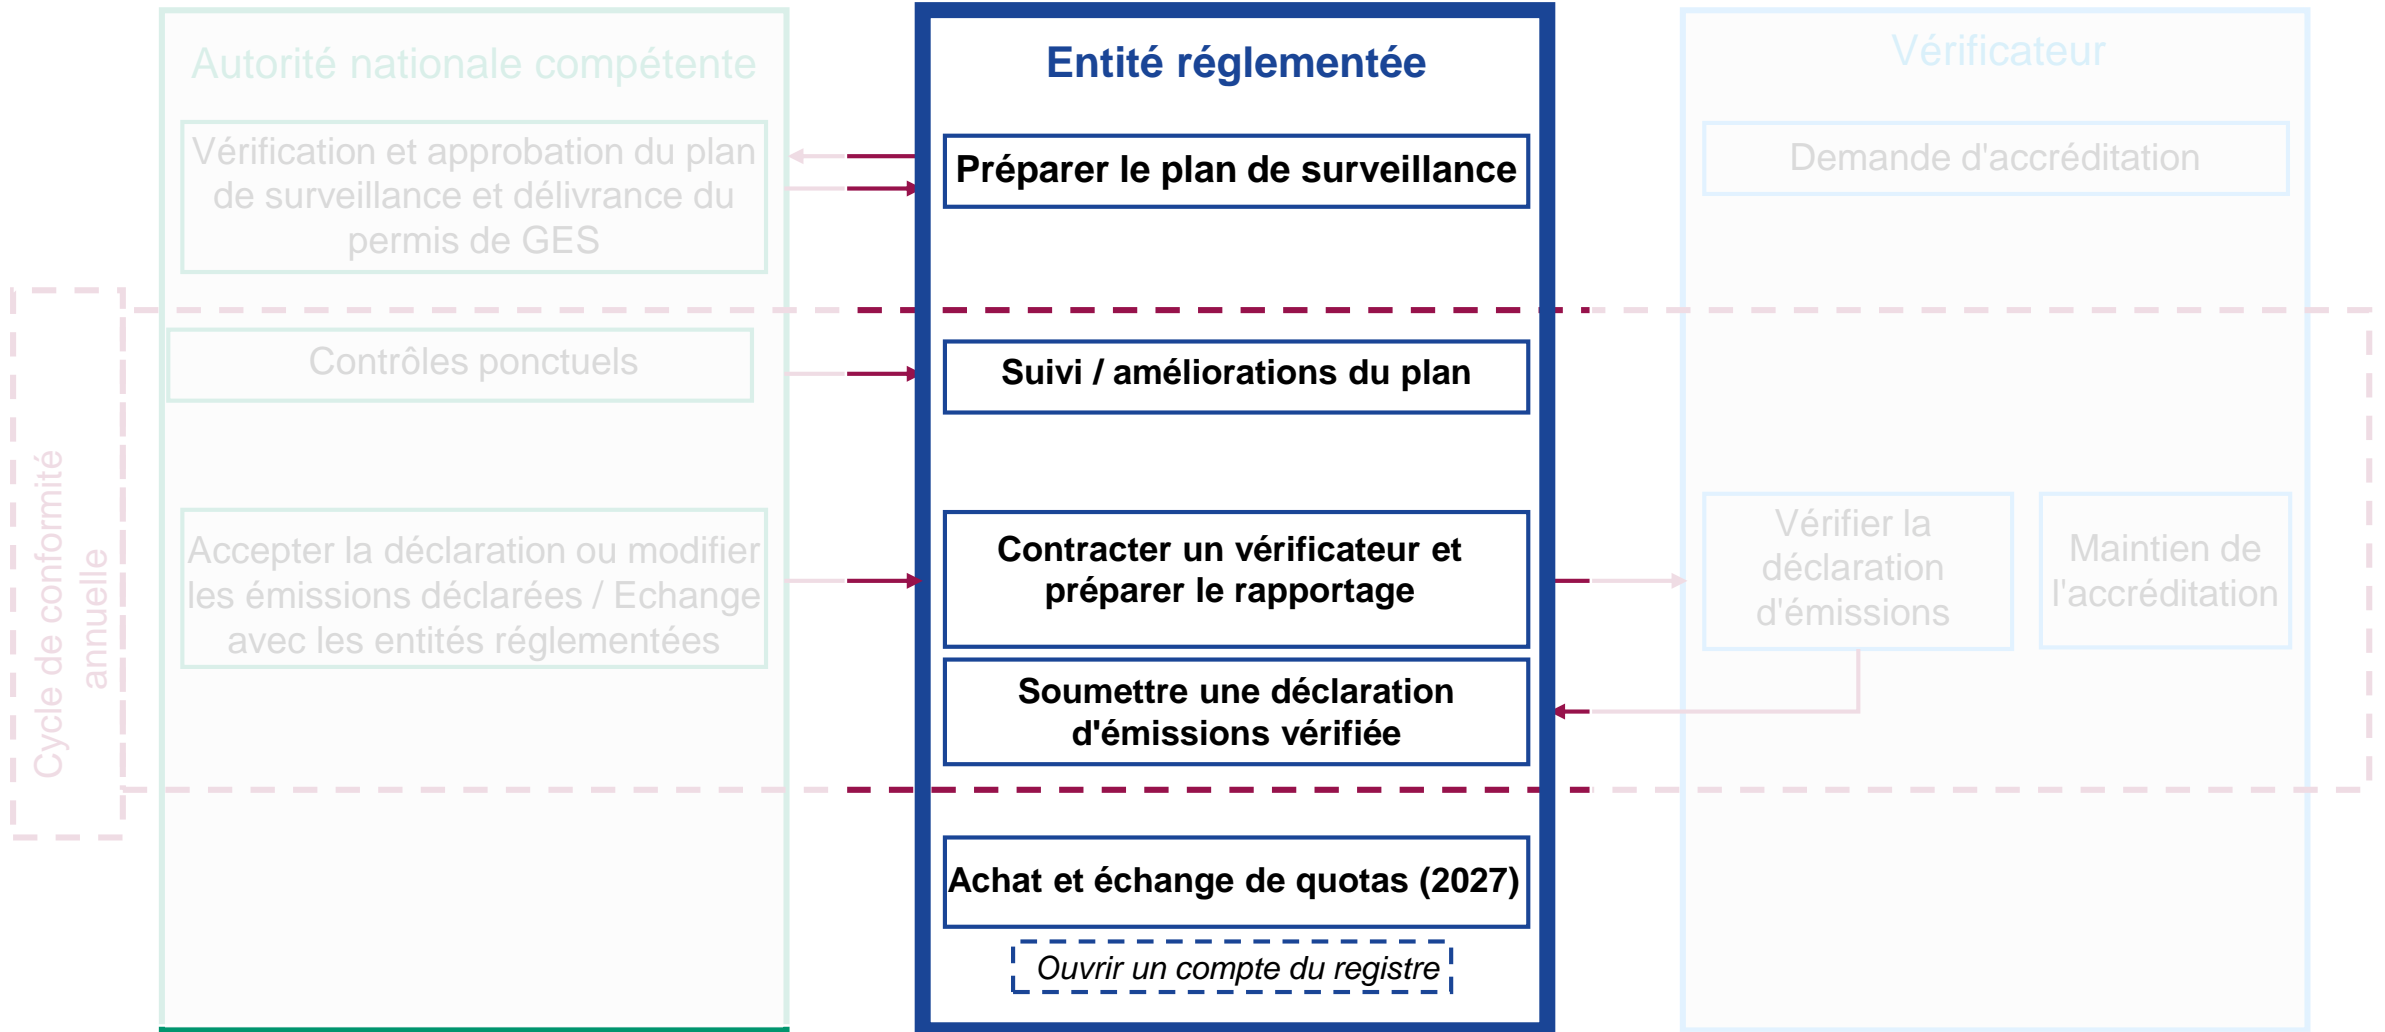 Autorité nationale compétente
Vérification et approbation du plan
de surveillance et délivrance du
permis de GES
Contrôles ponctuels
Accepter la déclaration ou modifier
les émissions déclarées / Echange
avec les entités réglementées
Cycle de conformité
annuelle
Entité réglementée
Préparer le plan de surveillance
Suivi / améliorations du plan
Contracter un vérificateur et
préparer le rapportage
Soumettre une déclaration
d'émissions vérifiée
Achat et échange de quotas (2027)
Ouvrir un compte du registre
Vérificateur
Demande d'accréditation
Vérifier la
déclaration
d'émissions
Maintien de
l'accréditation